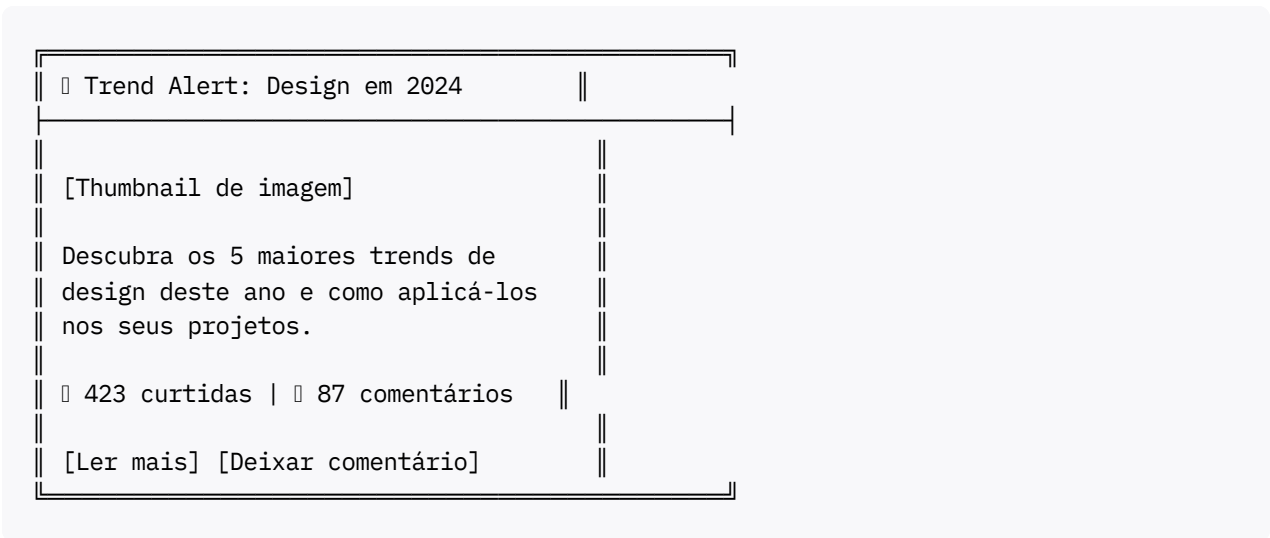 Trend Alert: Design em 2024
[Thumbnail de imagem]
Descubra os 5 maiores trends de
design deste ano e como aplicá-los
nos seus projetos.
423 curtidas | 87 comentários
[Ler mais] [Deixar comentário]